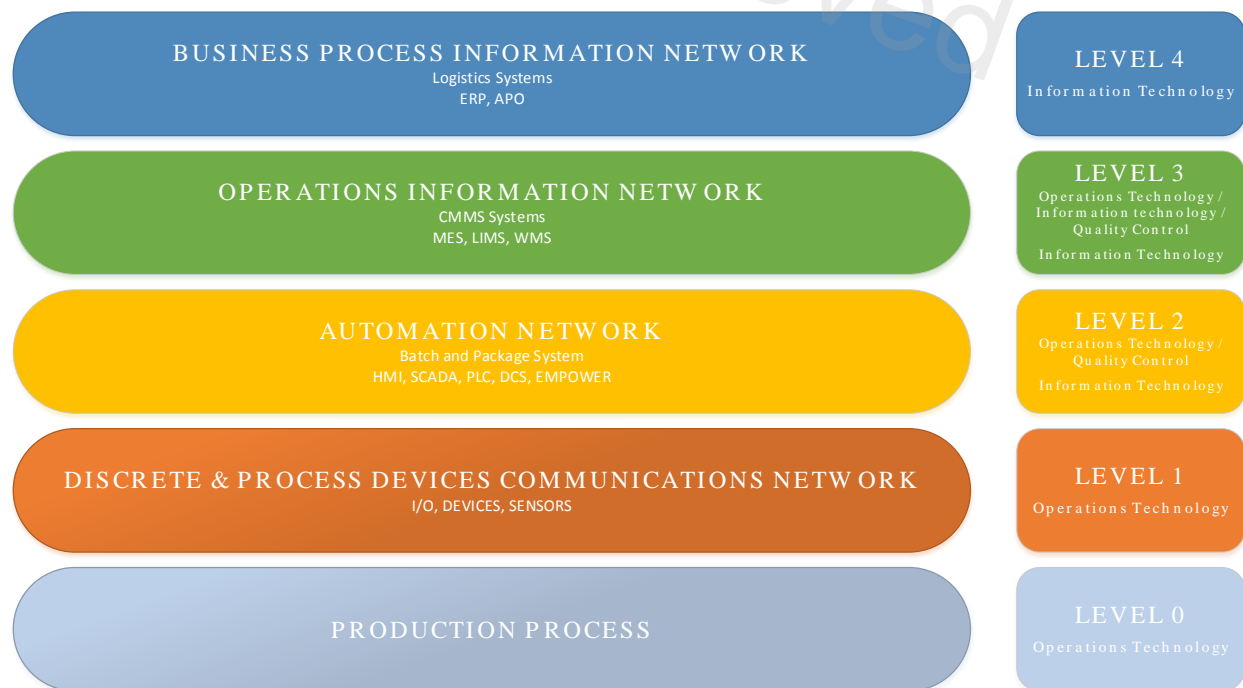 BUSINESS PROCESS INFORMATION NETWORK
Logistics Systems
ERP, APO
LEVEL 4
Information Technology
OPERATIONS INFORMATION NETWORK
CMMS Systems
MES, LIMS, WMS
LEVEL 3
Operations Technology /
Information technology /
Quality Control
Information Technology
AUTOMATION NETWORK
Batch and Package System
HMI, SCADA, PLC, DCS, EMPOWER
LEVEL 2
Operations Technology /
Quality Control
Information Technology
DISCRETE & PROCESS DEVICES COMMUNICATIONS NETWORK
I/O, DEVICES, SENSORS
LEVEL 1
Operations Technology
PRODUCTION PROCESS
LEVEL 0
Operations Technology